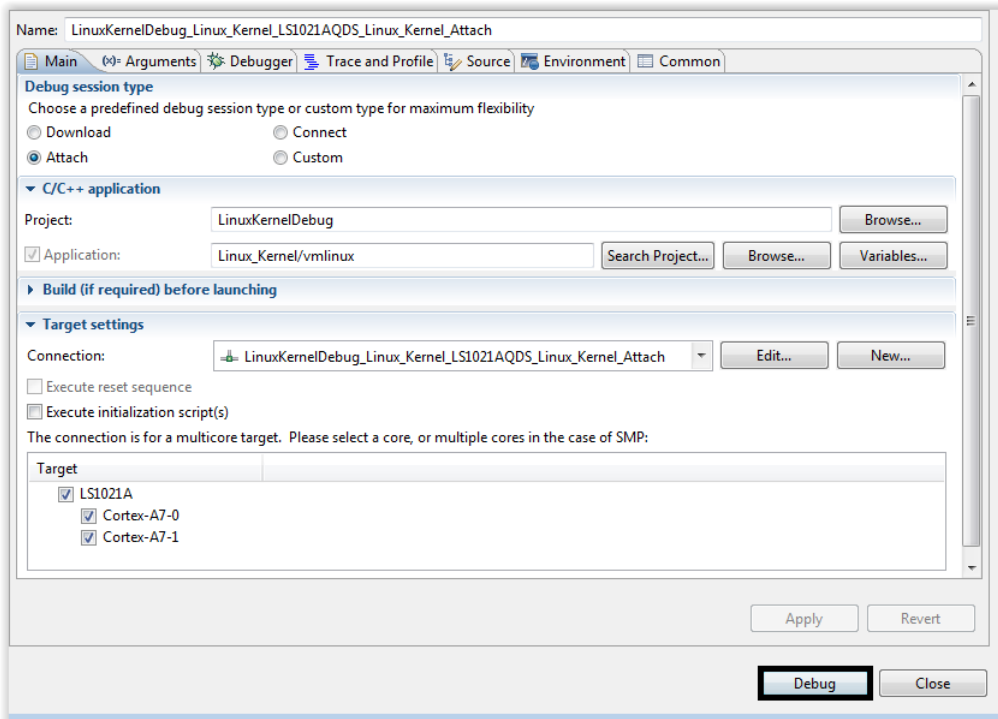 Name: LinuxKernelDebug_Linux_Kernel_LS1021AQDS_Linux_Kernel_Attach
Main (x)= Arguments Debugger Trace and Profile Source Environment Common
Debug session type
Choose a predefined debug session type or custom type for maximum flexibility
Download Connect
Attach Custom
C/C++ application
Project: LinuxKernelDebug Browse...
Application: Linux_Kernel/vmlinux Search Project... Browse... Variables...
Build (if required) before launching
Target settings
Connection: LinuxKernelDebug_Linux_Kernel_LS1021AQDS_Linux_Kernel_Attach Edit... New...
Execute reset sequence
Execute initialization script(s)
The connection is for a multicore target. Please select a core, or multiple cores in the case of SMP:
Target
LS1021A
Cortex-A7-0
Cortex-A7-1
Apply Revert
Debug Close